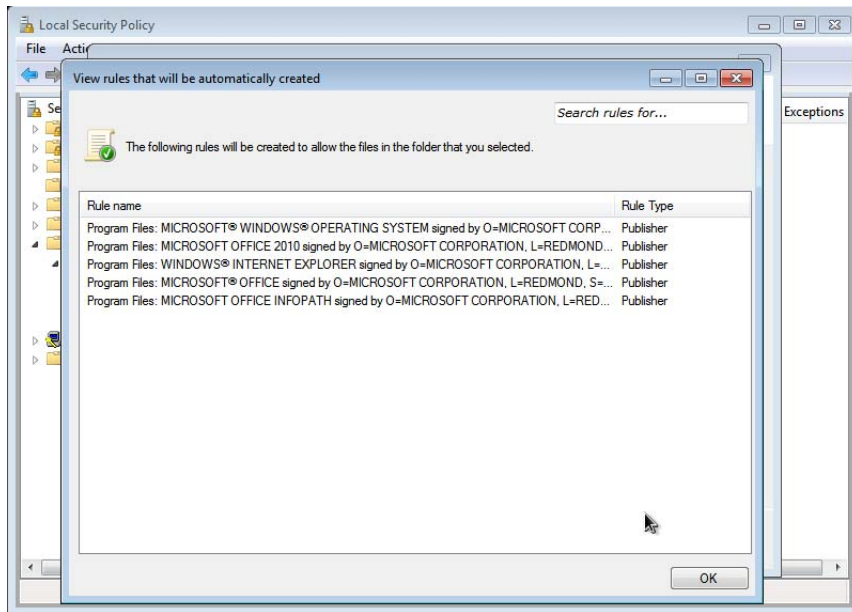 Local Security Policy
File Actic
View rules that will be automatically created
Se
Exceptions
Search rules for...
The following rules will be created to allow the files in the folder that you selected.
Rule name Rule Type
Program Files: MICROSOFT® WINDOWS® OPERATING SYSTEM signed by O=MICROSOFT CORP... Publisher
Program Files: MICROSOFT OFFICE 2010 signed by O=MICROSOFT CORPORATION, L=REDMOND... Publisher
Program Files: WINDOWS® INTERNET EXPLORER signed by O=MICROSOFT CORPORATION, L=... Publisher
Program Files: MICROSOFT® OFFICE signed by O=MICROSOFT CORPORATION, L=REDMOND, S=... Publisher
Program Files: MICROSOFT OFFICE INFOPATH signed by O=MICROSOFT CORPORATION, L=RED... Publisher
OK